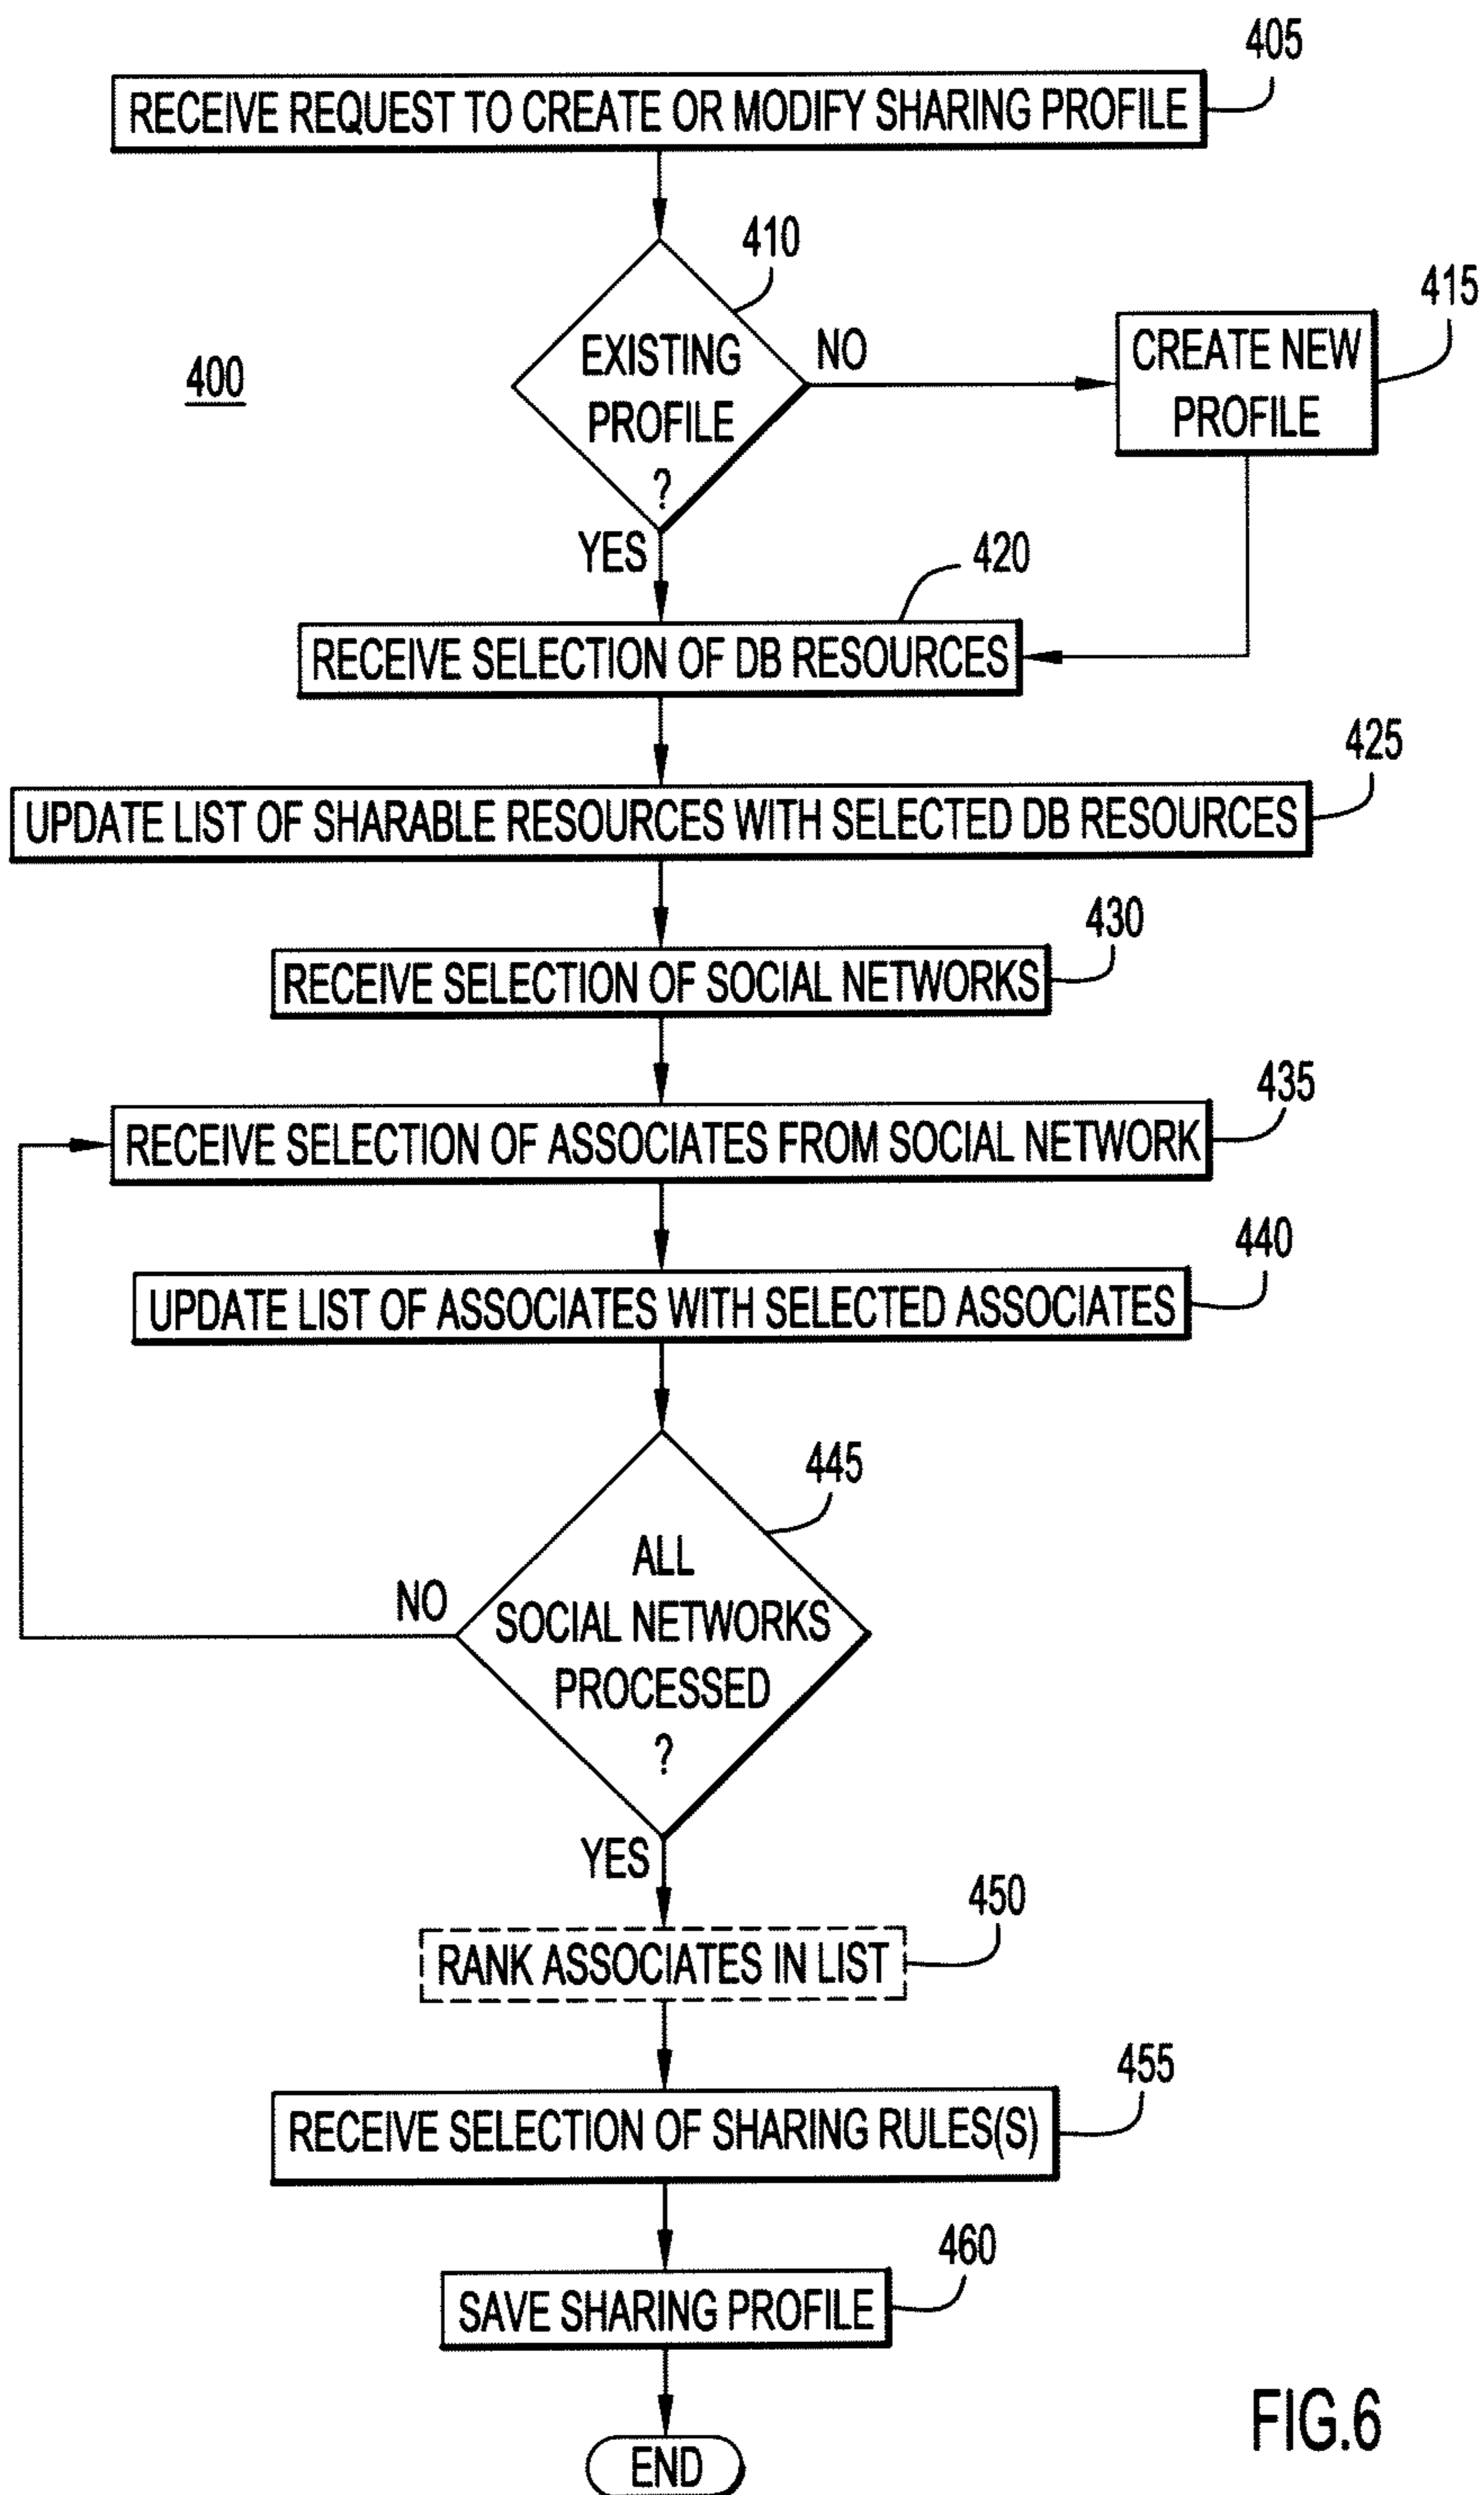 405
RECEIVE REQUEST TO CREATE OR MODIFY SHARING PROFILE
410
415
400
EXISTING
PROFILE
?
NO
CREATE NEW
PROFILE
YES
420
RECEIVE SELECTION OF DB RESOURCES
425
UPDATE LIST OF SHARABLE RESOURCES WITH SELECTED DB RESOURCES
430
RECEIVE SELECTION OF SOCIAL NETWORKS
435
RECEIVE SELECTION OF ASSOCIATES FROM SOCIAL NETWORK
440
UPDATE LIST OF ASSOCIATES WITH SELECTED ASSOCIATES
445
ALL
SOCIAL NETWORKS
PROCESSED
?
NO
YES
450
RANK ASSOCIATES IN LIST
455
RECEIVE SELECTION OF SHARING RULES(S)
460
SAVE SHARING PROFILE
END
FIG.6